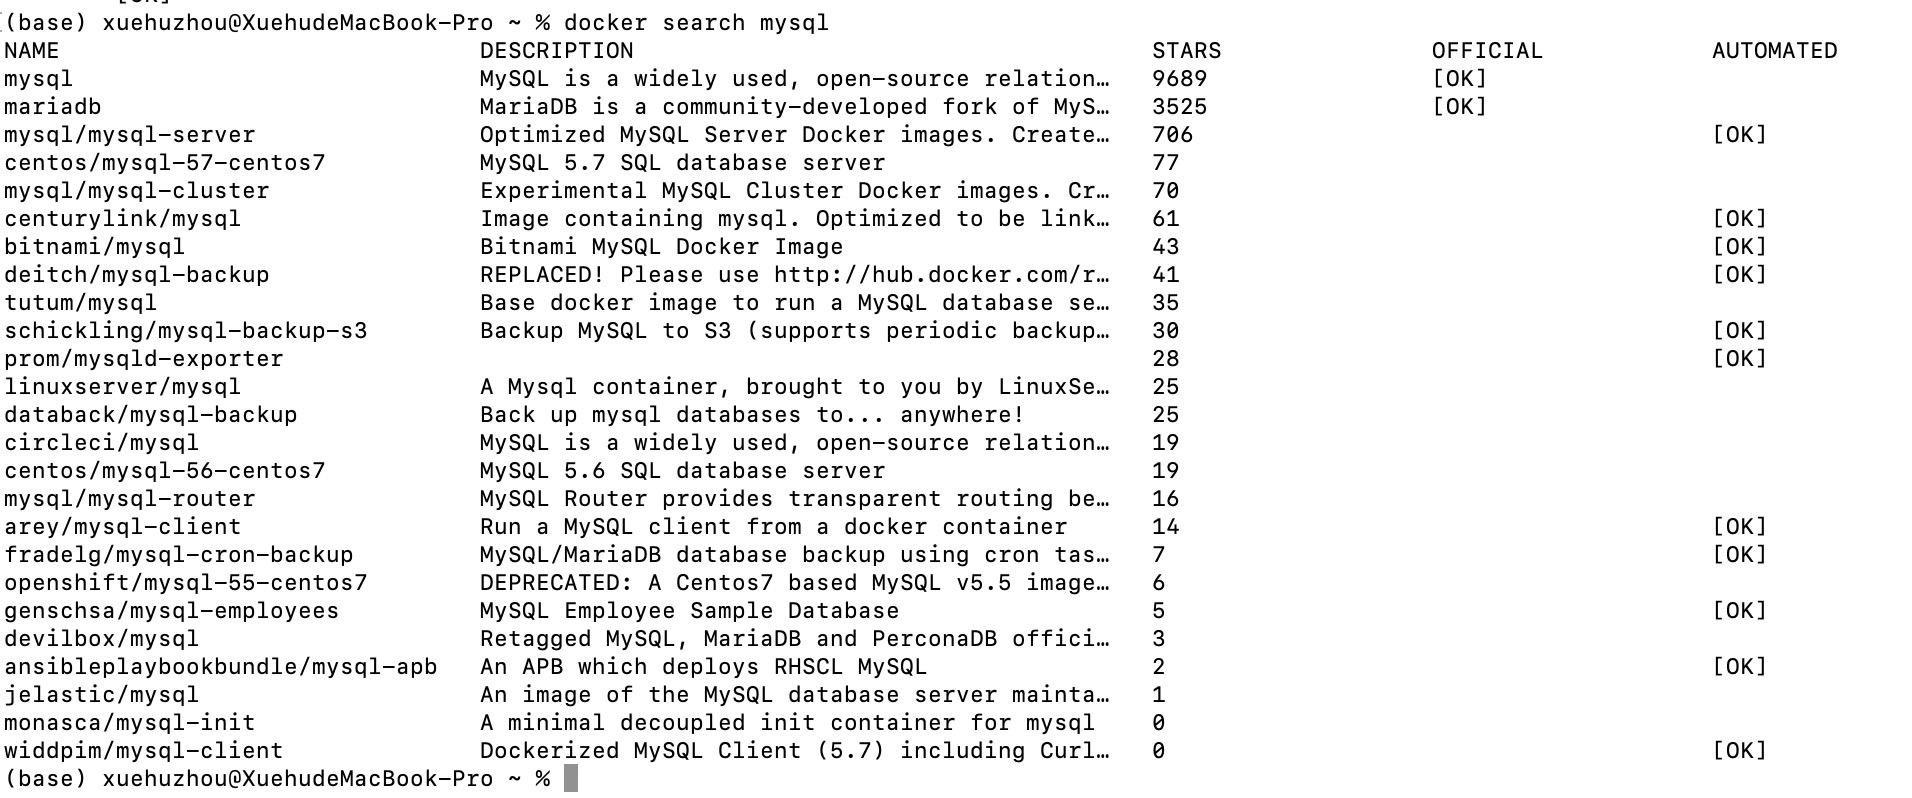 [OK]
(base) xuehuzhou@XuehudeMacBook-Pro ~ % docker search mysql
NAME DESCRIPTION STARS OFFICIAL AUTOMATED
mysql MySQL is a widely used, open-source relation… 9689 [OK]
mariadb MariaDB is a community-developed fork of MyS… 3525 [OK]
mysql/mysql-server Optimized MySQL Server Docker images. Create… 706 [OK]
centos/mysql-57-centos7 MySQL 5.7 SQL database server 77
mysql/mysql-cluster Experimental MySQL Cluster Docker images. Cr… 70
centurylink/mysql Image containing mysql. Optimized to be link… 61 [OK]
bitnami/mysql Bitnami MySQL Docker Image 43 [OK]
deitch/mysql-backup REPLACED! Please use http://hub.docker.com/r… 41 [OK]
tutum/mysql Base docker image to run a MySQL database se… 35
schickling/mysql-backup-s3 Backup MySQL to S3 (supports periodic backup… 30 [OK]
prom/mysqld-exporter 28 [OK]
linuxserver/mysql A Mysql container, brought to you by LinuxSe… 25
databack/mysql-backup Back up mysql databases to... anywhere! 25
circleci/mysql MySQL is a widely used, open-source relation… 19
centos/mysql-56-centos7 MySQL 5.6 SQL database server 19
mysql/mysql-router MySQL Router provides transparent routing be… 16
arey/mysql-client Run a MySQL client from a docker container 14 [OK]
fradelg/mysql-cron-backup MySQL/MariaDB database backup using cron tas… 7 [OK]
openshift/mysql-55-centos7 DEPRECATED: A Centos7 based MySQL v5.5 image… 6
genschsa/mysql-employees MySQL Employee Sample Database 5 [OK]
devilbox/mysql Retagged MySQL, MariaDB and PerconaDB offici… 3
ansibleplaybookbundle/mysql-apb An APB which deploys RHSCL MySQL 2 [OK]
jelastic/mysql An image of the MySQL database server mainta… 1
monasca/mysql-init A minimal decoupled init container for mysql 0
widdpim/mysql-client Dockerized MySQL Client (5.7) including Curl… 0 [OK]
(base) xuehuzhou@XuehudeMacBook-Pro ~ %